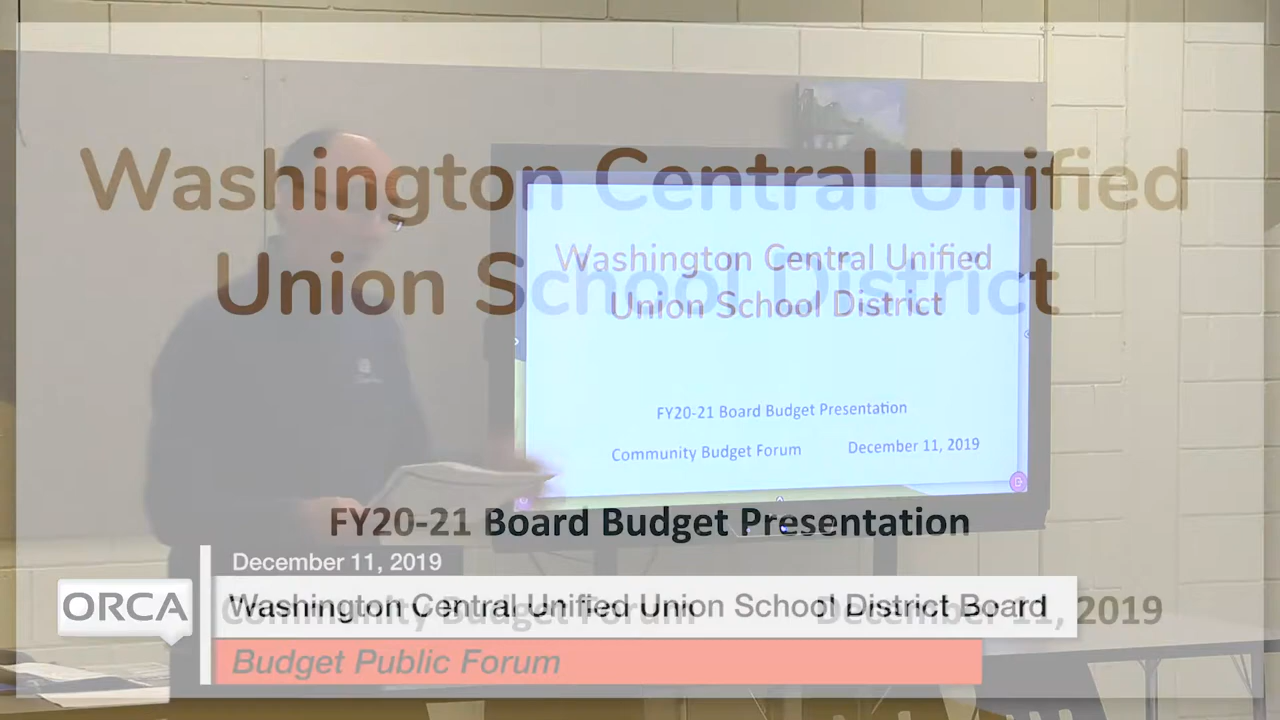 Washington Central Unified
Union School District
Washington Central Unified
Union School District
FY20-21 Board Budget Presentation
Community Budget Forum December 11, 2019
FY20-21 Board Budget Presentation
Community Budget Forum December 11, 2019
December 11, 2019
ORCA
Washington Central Unified Union School District Board
Budget Public Forum